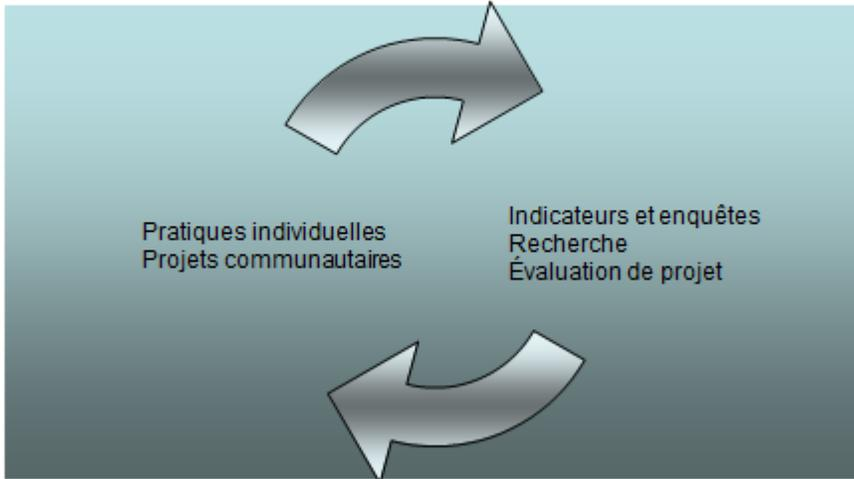 Pratiques individuelles
Projets communautaires
Indicateurs et enquêtes
Recherche
Évaluation de projet